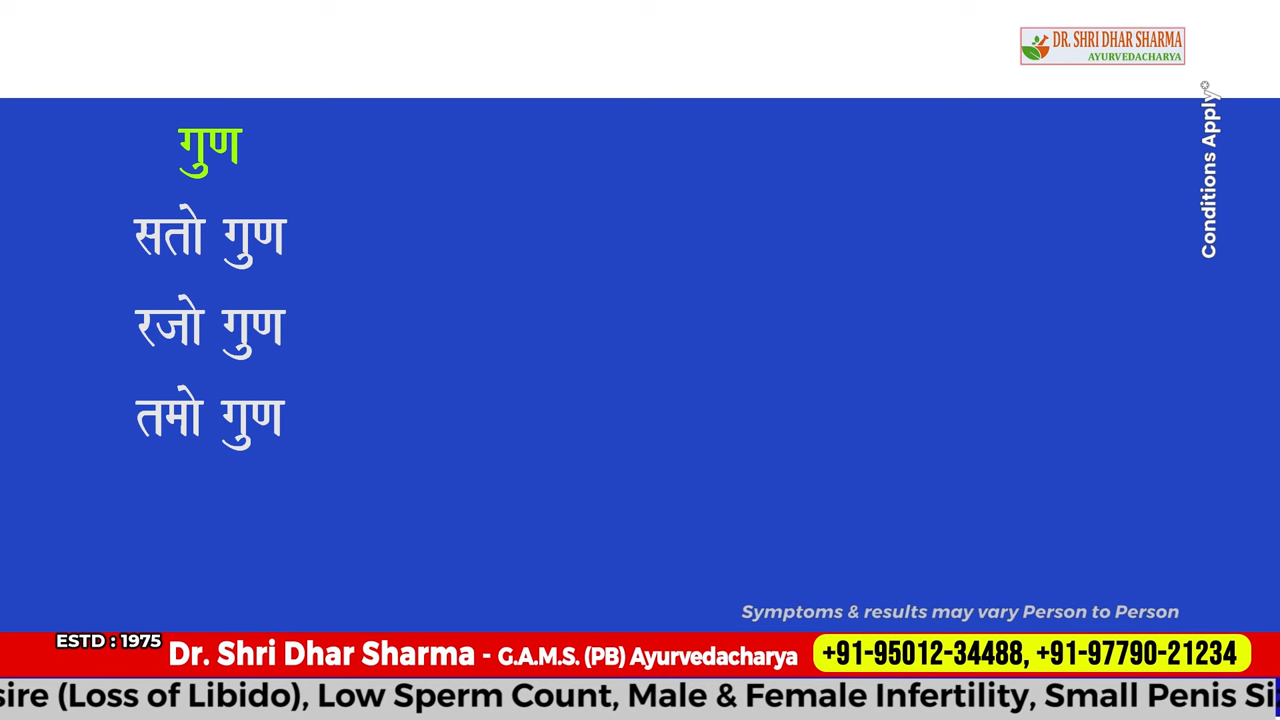 DR. SHRI DHAR SHARMA
AYURVEDACHARYA
Conditions Apply
गुण
सतो गुण
रजो गुण
तमो गुण
Symptoms & results may vary Person to Person
ESTD : 1975
Dr. Shri Dhar Sharma - G.A.M.S. (PB) Ayurvedacharya
+91-95012-34488, +91-97790-21234
sire (Loss of Libido), Low Sperm Count, Male & Female Infertility, Small Penis Si